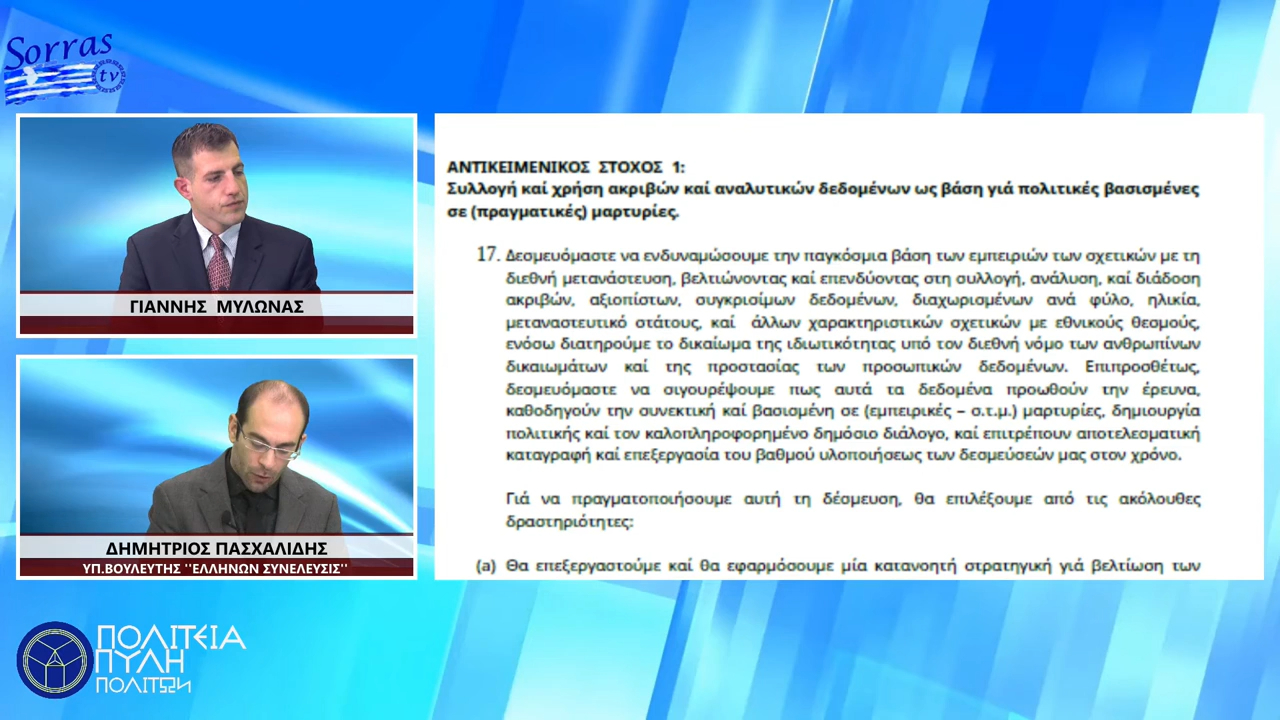 Sorras
tv
ΓΙΑΝΝΗΣ ΜΥΛΩΝΑΣ
ΔΗΜΗΤΡΙΟΣ ΠΑΣΧΑΛΙΔΗΣ
ΥΠ.ΒΟΥΛΕΥΤΗΣ ''ΕΛΛΗΝΩΝ ΣΥΝΕΛΕΥΣΙΣ''
ΑΝΤΙΚΕΙΜΕΝΙΚΟΣ ΣΤΟΧΟΣ 1:
Συλλογή καί χρήση ακριβών καί αναλυτικών δεδομένων ως βάση γιά πολιτικές βασισμένες
σε (πραγματικές) μαρτυρίες.
17. Δεσμευόμαστε να ενδυναμώσουμε την παγκόσμια βάση των εμπειριών των σχετικών με τη
διεθνή μετανάστευση, βελτιώνοντας καί επενδύοντας στη συλλογή, ανάλυση, καί διάδοση
ακριβών, αξιοπίστων, συγκρισίμων δεδομένων, διαχωρισμένων ανά φύλο, ηλικία,
μεταναστευτικό στάτους, καί άλλων χαρακτηριστικών σχετικών με εθνικούς θεσμούς,
ενόσω διατηρούμε το δικαίωμα της ιδιωτικότητας υπό τον διεθνή νόμο των ανθρωπίνων
δικαιωμάτων καί της προστασίας των προσωπικών δεδομένων. Επιπροσθέτως,
δεσμευόμαστε να σιγουρέψουμε πως αυτά τα δεδομένα προωθούν την έρευνα,
καθοδηγούν την συνεκτική καί βασισμένη σε (εμπειρικές – σ.τ.μ.) μαρτυρίες, δημιουργία
πολιτικής καί τον καλοπληροφορημένο δημόσιο διάλογο, καί επιτρέπουν αποτελεσματική
καταγραφή καί επεξεργασία του βαθμού υλοποιήσεως των δεσμεύσεών μας στον χρόνο.
Γιά να πραγματοποιήσουμε αυτή τη δέσμευση, θα επιλέξουμε από τις ακόλουθες
δραστηριότητες:
(a) Θα επεξεργαστούμε καί θα εφαρμόσουμε μία κατανοητή στρατηγική γιά βελτίωση των
ΠΟΛΙΤΕΙΑ
ΠΥΛΗ
ΠΟΛΙΤΩΝ